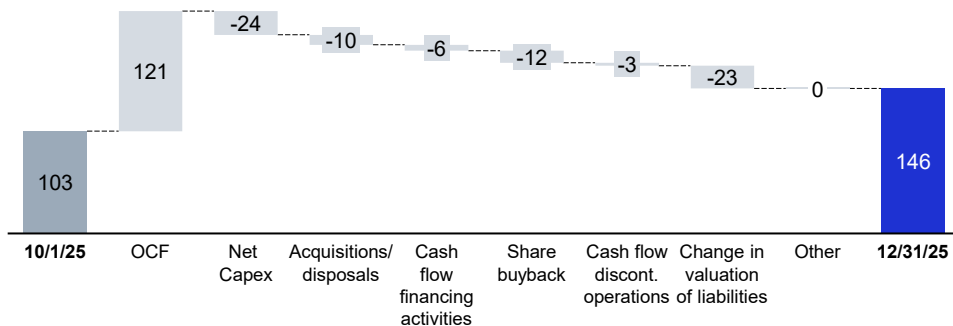 -24
-10
-6
-12
-3
-23
0
121
103
146
10/1/25
OCF
Net
Capex
Acquisitions/
disposals
Cash
flow
financing
activities
Share
buyback
Cash flow
discont.
operations
Change in
valuation
of liabilities
Other
12/31/25